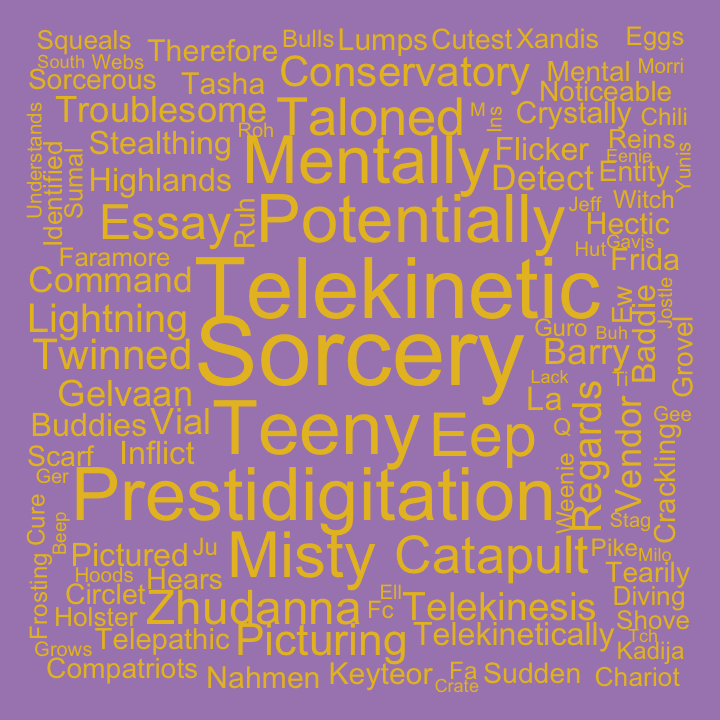 Squeals
Therefore
Bulls
Lumps
Cutest
Xandis
Eggs
South Webs
Sorcerous
Tasha
Conservatory
Mental
Morri
Noticeable
Troublesome
Taloned
M
Ins
Crystally
Chili
Understands
Identified
Sumal
Stealthing
Roh
Mentally
Flicker
Reins
Eenie
Yunis
Highlands
Detect
Entity
Essay
Ruh
Potentially
Jeff
Witch
Hectic
Faramore
Hut
Gavis
Frida
Command
Telekinetic
Ew
Baddie
Jostle
Lightning
Sorcery
Guro
Buh
Grovel
Twinned
Barry
Lack
Ti
Gelvaan
Teeny
La
Regards
Vendor
Gee
Buddies
Vial
Eep
Q
Crackling
Scarf
Inflict
Weenie
Ger
Prestidigitation
Stag
Frosting
Cure
Beep
Pictured
Ju
Misty
Catapult
Pike
Milo
Hoods
Hears
Tearily
Circlet
Ell
Diving
Holster
Zhudanna
Fc
Telekinesis
Shove
Grows
Telepathic
Picturing
Telekinetically
Tch
Kadija
Compatriots
Nahmen
Keyteor
Fa
Crate
Sudden
Chariot